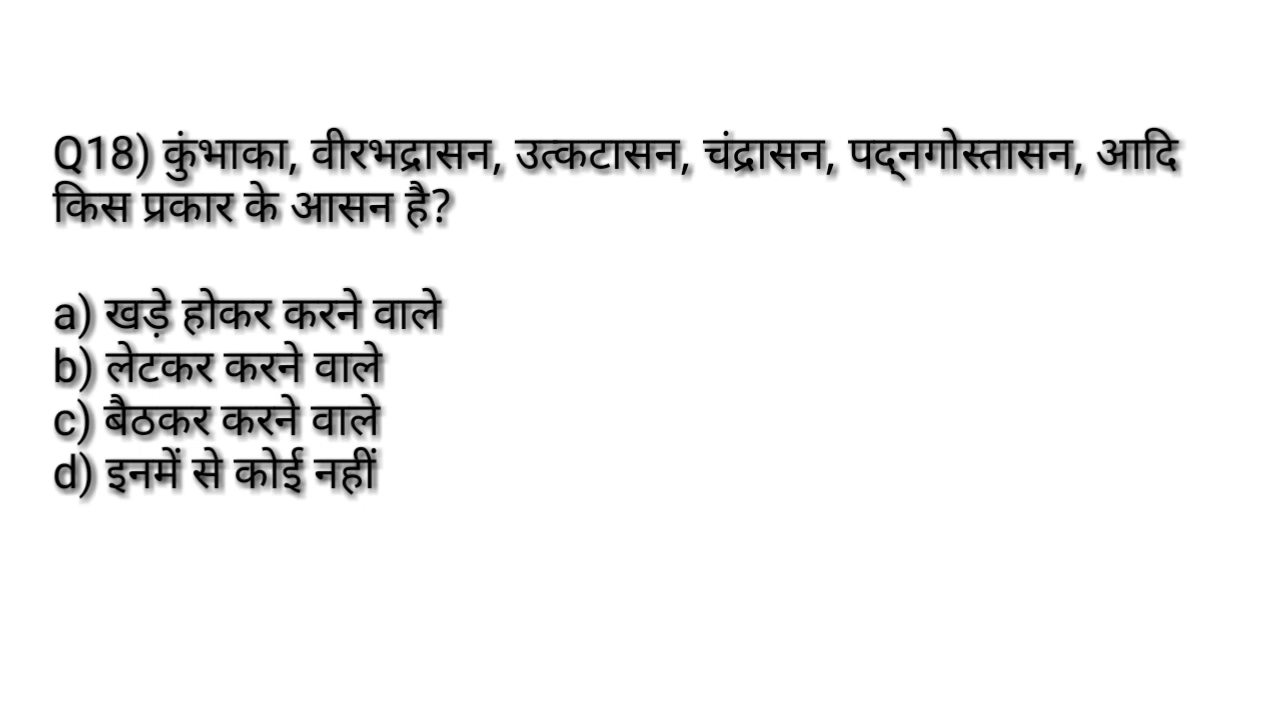 Q18) कुंभाका, वीरभद्रासन, उत्कटासन, चंद्रासन, पद्नगोस्तासन, आदि
किस प्रकार के आसन है?
a) खड़े होकर करने वाले
b) लेटकर करने वाले
c) बैठकर करने वाले
d) इनमें से कोई नहीं